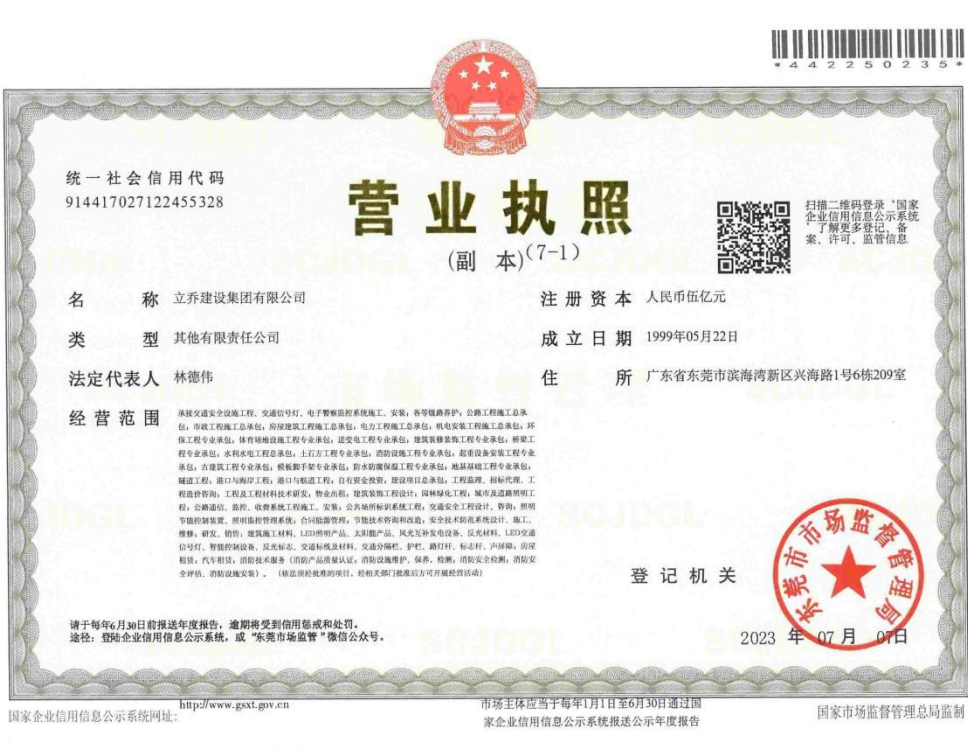 *442250235*
统一社会信用代码
914417027122455328
营业执照
(副 本)(7-1)
扫描二维码登录‘国家
企业信用信息公示系统
’了解更多登记、备
案、许可、监管信息
名 称 立乔建设集团有限公司
注册资本 人民币伍亿元
类 型 其他有限责任公司
成立日期 1999年05月22日
法定代表人 林德伟
住 所 广东省东莞市滨海湾新区兴海路1号6栋209室
经营范围
承接交通安全设施工程、交通信号灯、电子警察监控系统施工、安装；各等级路养护；公路工程施工总承
包；市政工程施工总承包；房屋建筑工程施工总承包；电力工程施工总承包；机电安装工程施工总承包；环
保工程专业承包；体育场地设施工程专业承包；送变电工程专业承包；建筑装修装饰工程专业承包；桥梁工
程专业承包；水利水电工程总承包；土石方工程专业承包；消防设施工程专业承包；起重设备安装工程专业
承包；古建筑工程专业承包；模板脚手架专业承包；防水防腐保温工程专业承包；地基基础工程专业承包；
隧道工程；港口与海岸工程；港口与航道工程；自有资金投资；建设项目总承包；工程监理、招标代理、工
程造价咨询；工程及工程材料技术研发；物业出租；建筑装饰工程设计；园林绿化工程；城市及道路照明工
程；公路通信、监控、收费系统工程施工、安装；公共场所标识系统工程；交通安全工程设计、咨询；照明
节能控制装置、照明监控管理系统；合同能源管理；节能技术咨询和改造；安全技术防范系统设计、施工、
维修；研发、销售：建筑施工材料、LED照明产品、太阳能产品、风光互补发电设备、反光材料、LED交通
信号灯、智能控制设备、反光标志、交通标线及材料、交通分隔栏、护栏、路灯杆、标志杆、声屏障；房屋
租赁；汽车租赁；消防技术服务（消防产品质量认证；消防设施维护、保养、检测；消防安全检测；消防安
全评估、消防设施安装）。（依法须经批准的项目，经相关部门批准后方可开展经营活动）
登记机关
东莞市市场监督管理局
请于每年6月30日前报送年度报告，逾期将受到信用惩戒和处罚。
途径：登陆企业信用信息公示系统，或“东莞市场监管”微信公众号。
2023 年 07 月 07日
国家企业信用信息公示系统网址:
http://www.gsxt.gov.cn
市场主体应当于每年1月1日至6月30日通过国
家企业信用信息公示系统报送公示年度报告
国家市场监督管理总局监制